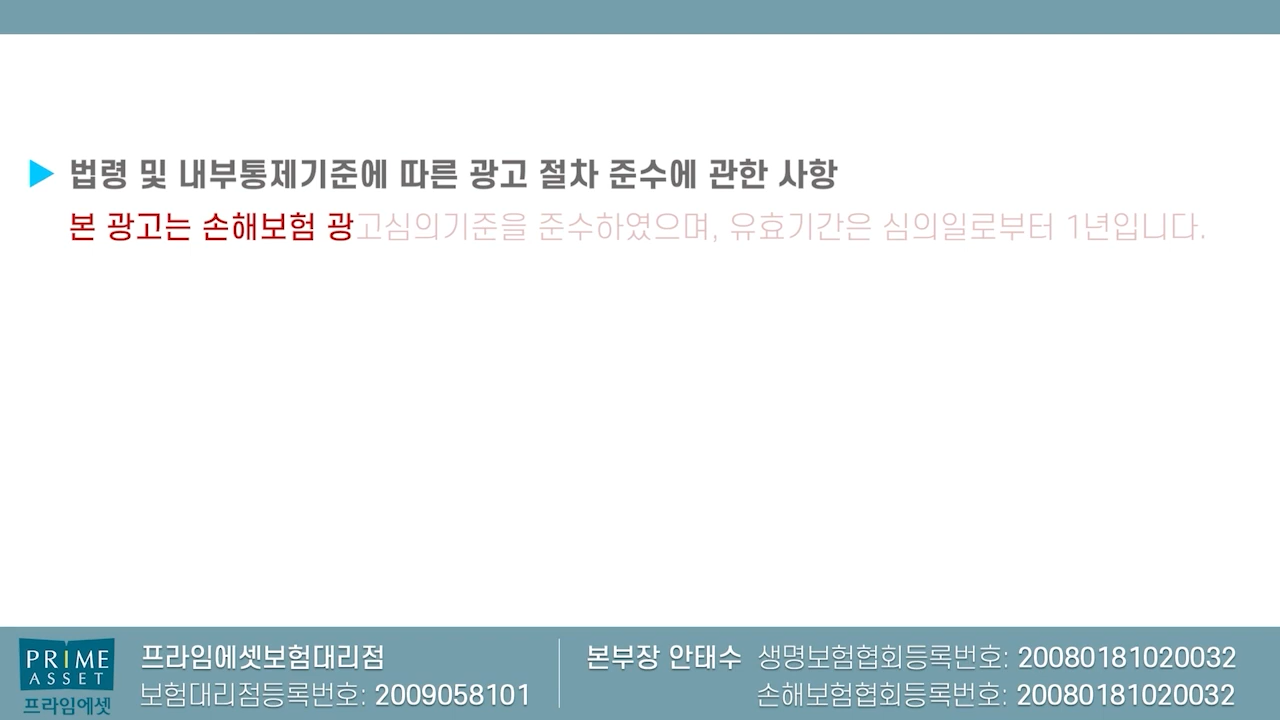 ▶ 법령 및 내부통제기준에 따른 광고 절차 준수에 관한 사항
본 광고는 손해보험 광고심의기준을 준수하였으며, 유효기간은 심의일로부터 1년입니다.
PRIME
ASSET
프라임에셋
프라임에셋보험대리점
보험대리점등록번호: 2009058101
본부장 안태수 생명보험협회등록번호: 20080181020032
손해보험협회등록번호: 20080181020032